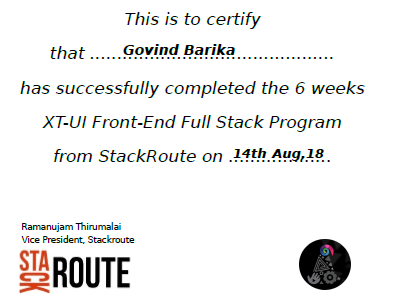 This is to certify
that ..........Govind Barika..........
has successfully completed the 6 weeks
XT-UI Front-End Full Stack Program
from StackRoute on .14th Aug,18.
Ramanujam Thirumalai
Vice President, Stackroute
STACK ROUTE